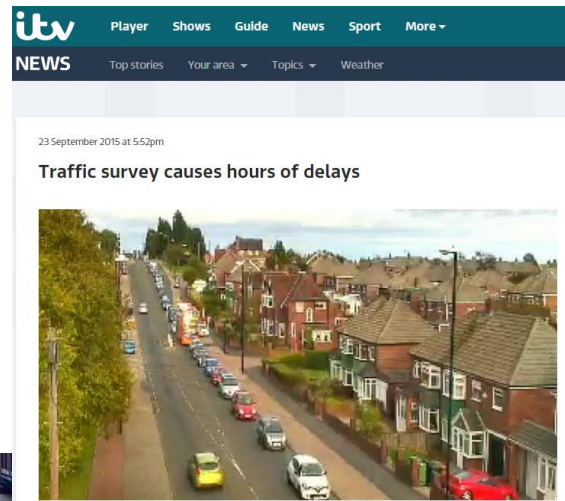 itv
Player Shows Guide News Sport More
NEWS
Top stories Your area Topics Weather
23 September 2015 at 5:52pm
Traffic survey causes hours of delays